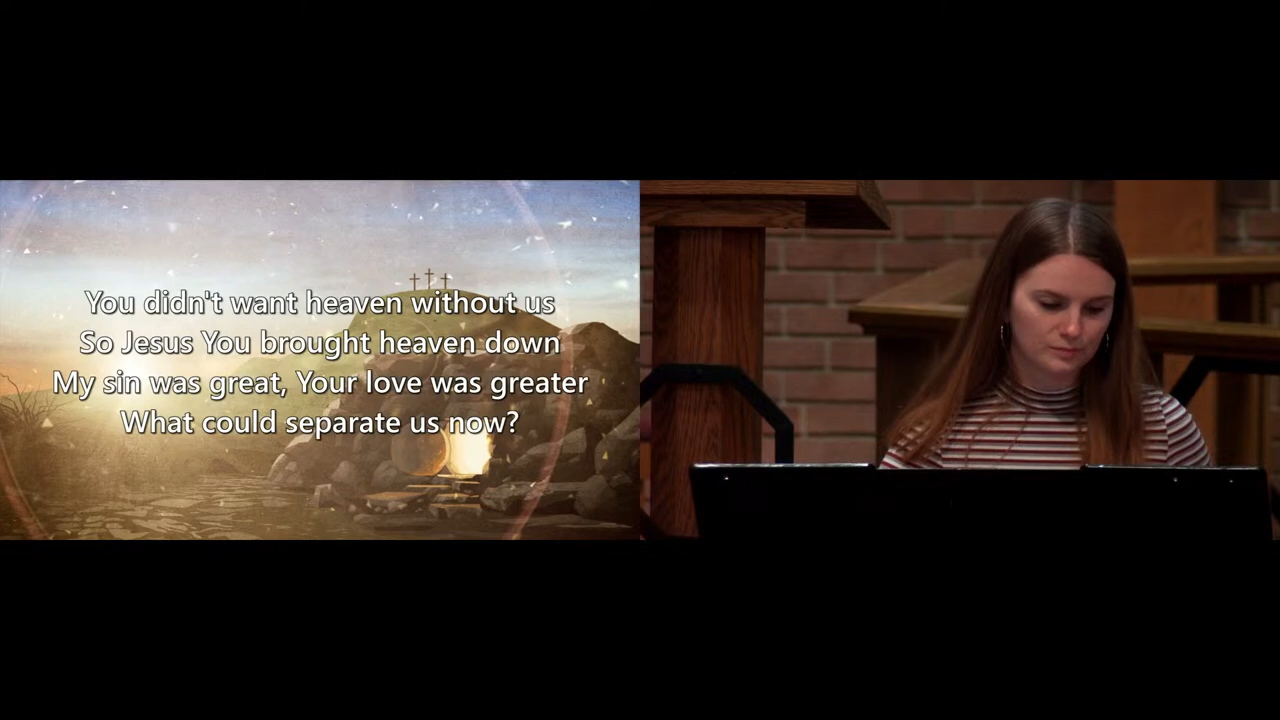 You didn't want heaven without us
So Jesus You brought heaven down
My sin was great, Your love was greater
What could separate us now?